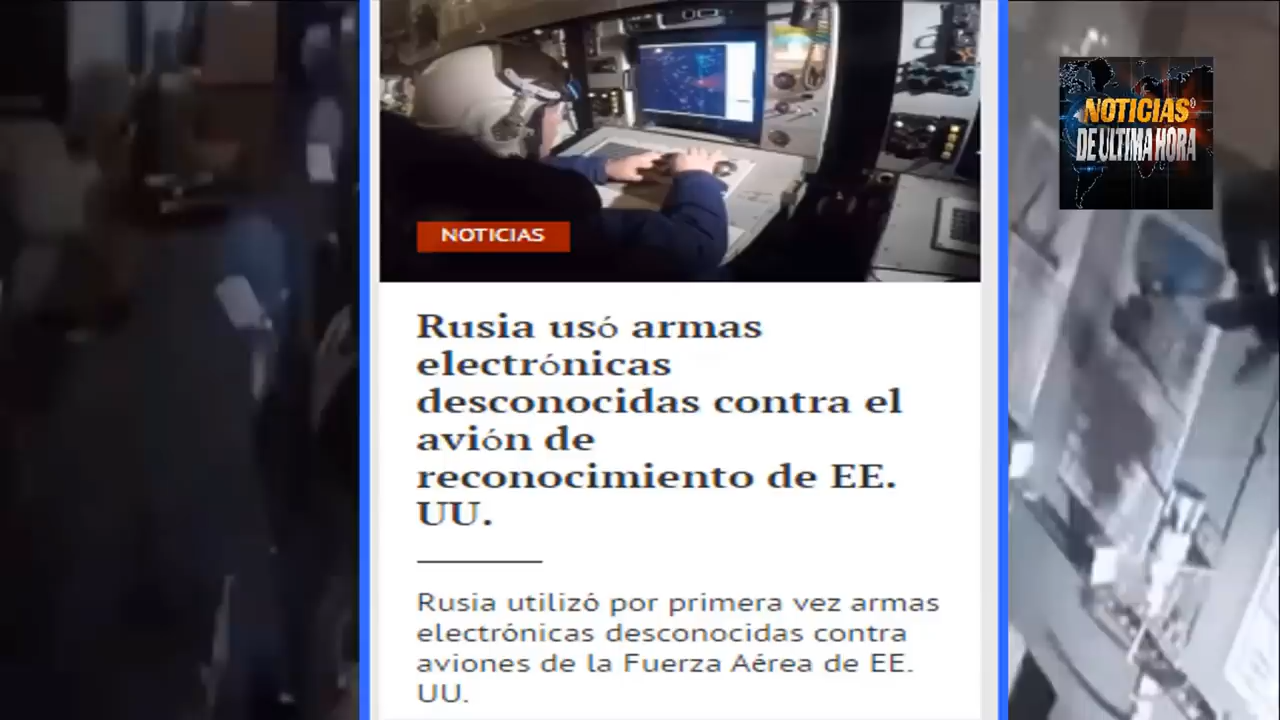 NOTICIAS
DE ULTIMA HORA
NOTICIAS
Rusia usó armas
electrónicas
desconocidas contra el
avión de
reconocimiento de EE.
UU.
Rusia utilizó por primera vez armas
electrónicas desconocidas contra
aviones de la Fuerza Aérea de EE.
UU.